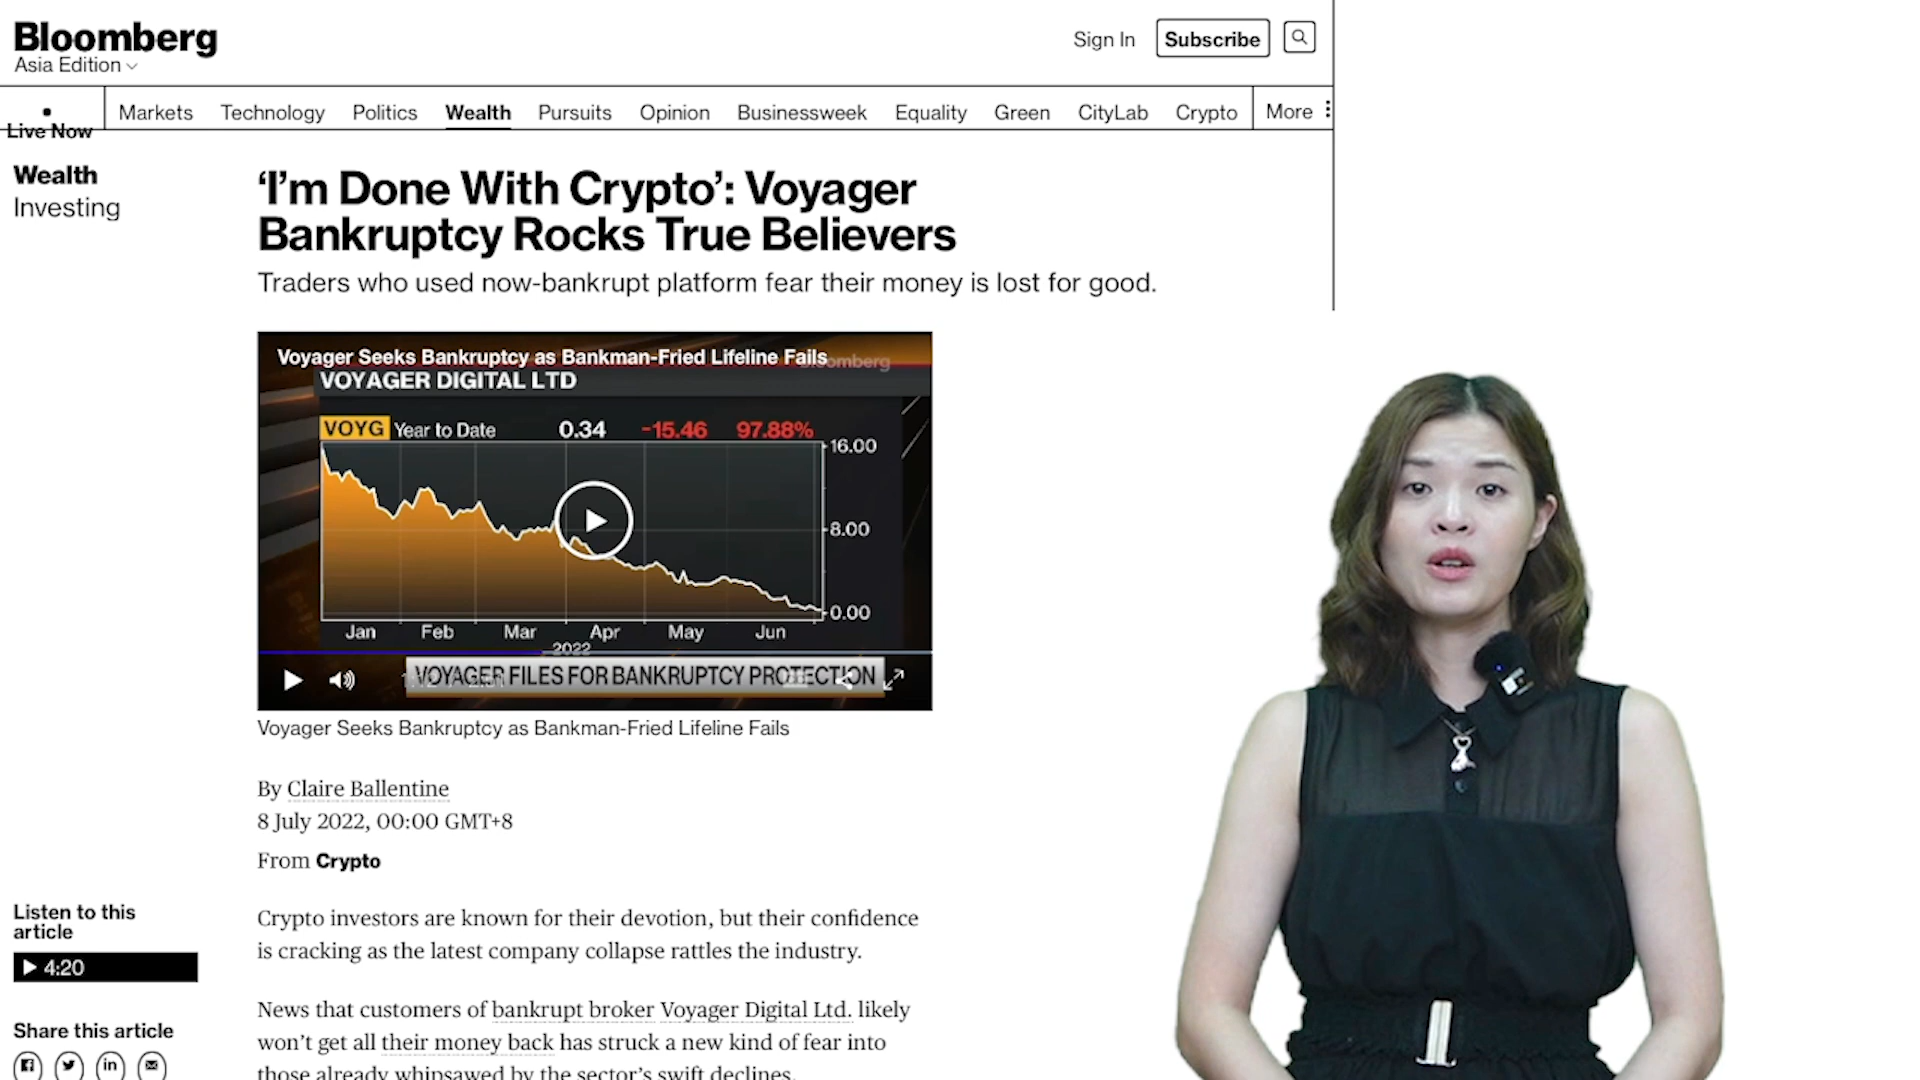 Bloomberg
Asia Edition
Sign In
Subscribe
Live Now
Markets
Technology
Politics
Wealth
Pursuits
Opinion
Businessweek
Equality
Green
CityLab
Crypto
More
Wealth
Investing
‘I’m Done With Crypto’: Voyager
Bankruptcy Rocks True Believers
Traders who used now-bankrupt platform fear their money is lost for good.
Voyager Seeks Bankruptcy as Bankman-Fried Lifeline Fails
Bloomberg
VOYAGER DIGITAL LTD
VOYG Year to Date 0.34 -15.46 97.88%
16.00
8.00
0.00
Jan Feb Mar Apr May Jun
2022
VOYAGER FILES FOR BANKRUPTCY PROTECTION
Voyager Seeks Bankruptcy as Bankman-Fried Lifeline Fails
By Claire Ballentine
8 July 2022, 00:00 GMT+8
From Crypto
Listen to this
article
4:20
Share this article
in
Crypto investors are known for their devotion, but their confidence
is cracking as the latest company collapse rattles the industry.
News that customers of bankrupt broker Voyager Digital Ltd. likely
won’t get all their money back has struck a new kind of fear into
those already whipsawed by the sector’s swift declines.